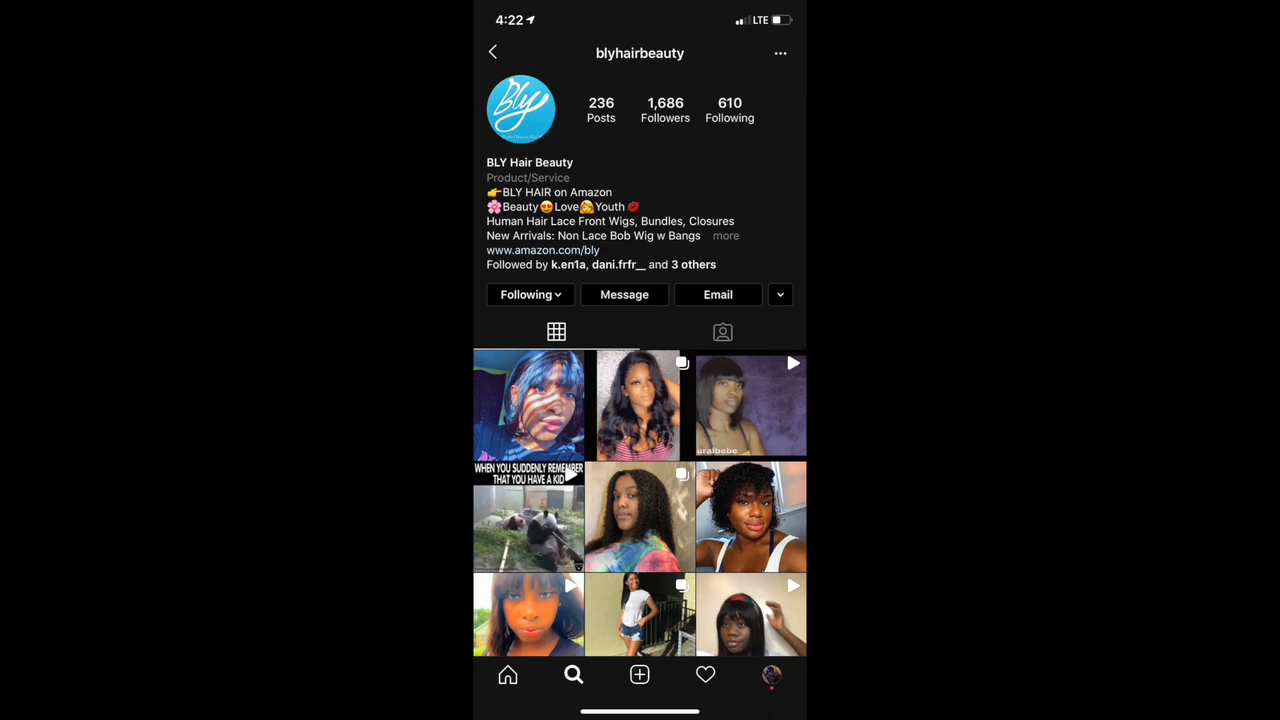 4:22
LTE
blyhairbeauty
Bly
236
Posts
1,686
Followers
610
Following
BLY Hair Beauty
Product/Service
👉BLY HAIR on Amazon
🌸Beauty😍Love💆Youth💋
Human Hair Lace Front Wigs, Bundles, Closures
New Arrivals: Non Lace Bob Wig w Bangs more
www.amazon.com/bly
Followed by k.en1a, dani.frfr__ and 3 others
Following
Message
Email
uralbebe
WHEN YOU SUDDENLY REMEMBER
THAT YOU HAVE A KID